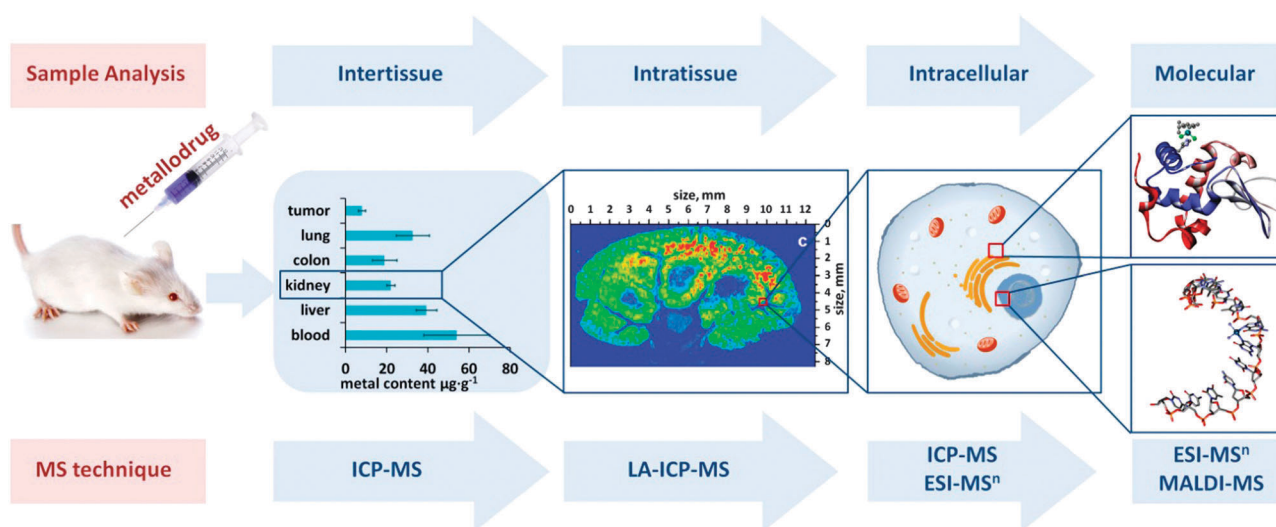 Sample Analysis
Intertissue
Intratissue
Intracellular
Molecular
metallodrug
tumor
lung
colon
kidney
liver
blood
0 20 40 60 80
metal content µg·g⁻¹
size, mm
0 1 2 3 4 5 6 7 8 9 10 11 12
C
0
1
2
3
4
5
6
7
8
size, mm
MS technique
ICP-MS
LA-ICP-MS
ICP-MS
ESI-MSⁿ
ESI-MSⁿ
MALDI-MS